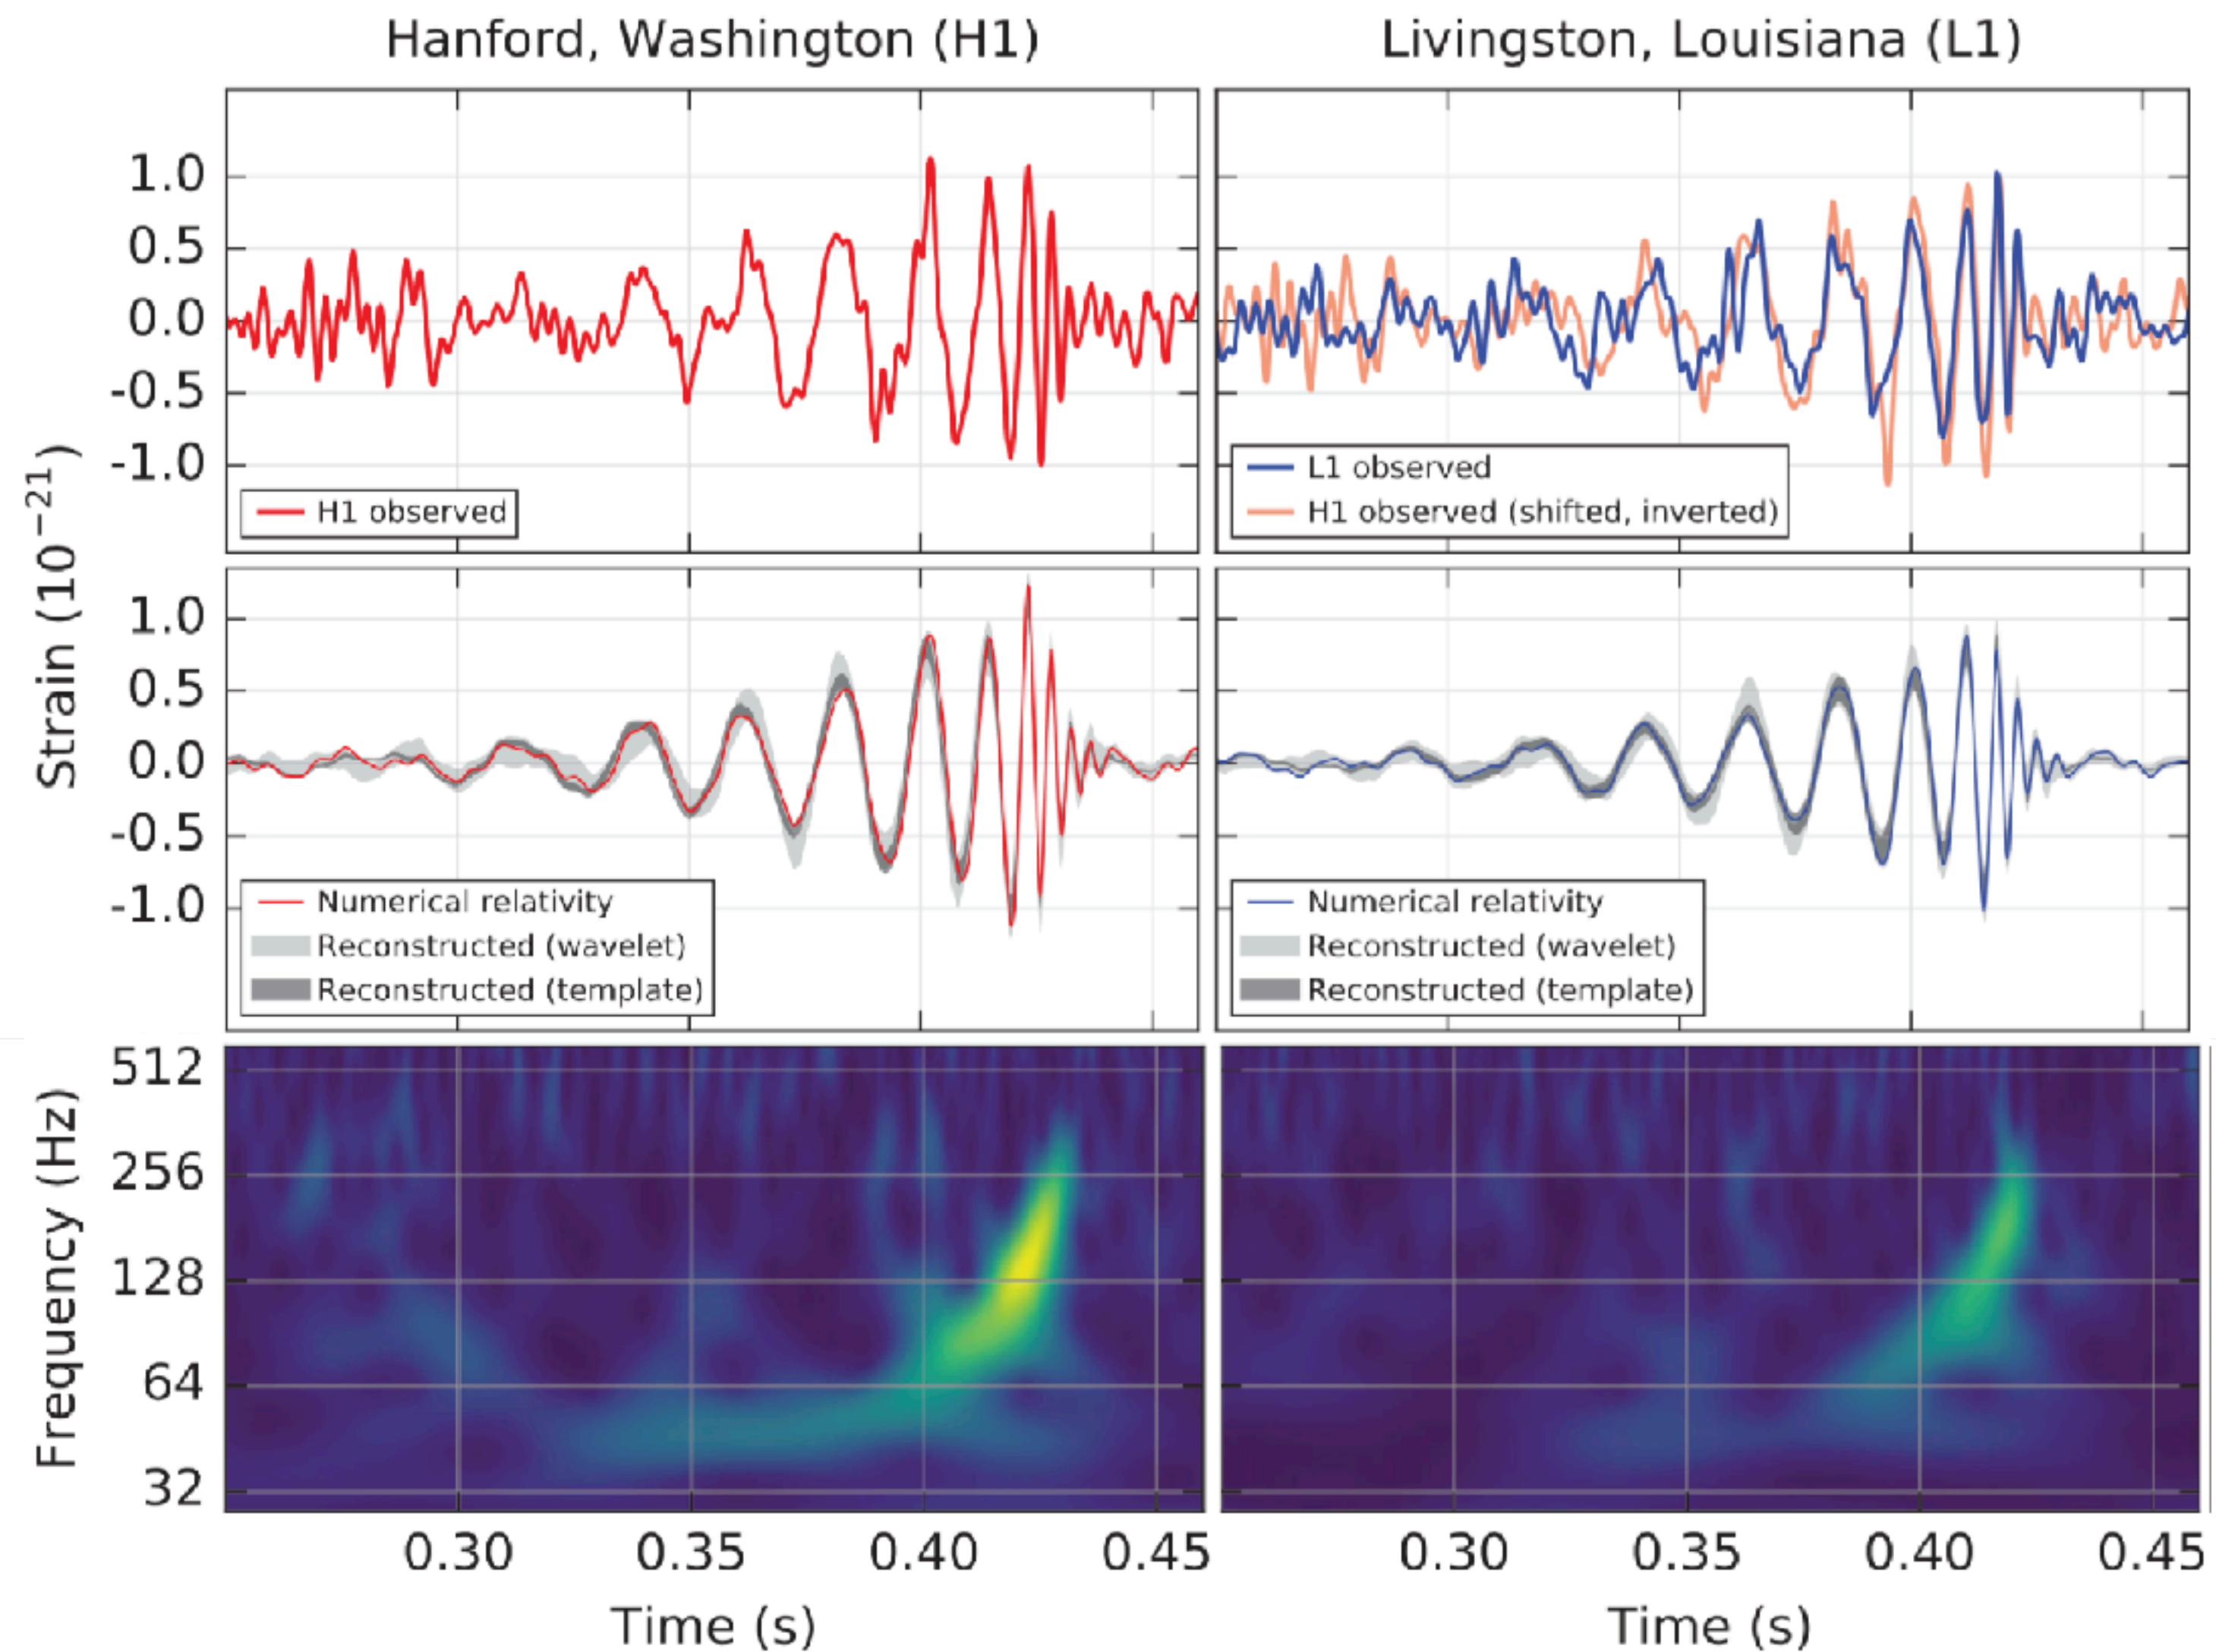 Hanford, Washington (H1)
Livingston, Louisiana (L1)
Strain (10⁻²¹)
1.0
0.5
0.0
-0.5
-1.0
H1 observed
L1 observed
H1 observed (shifted, inverted)
1.0
0.5
0.0
-0.5
-1.0
Numerical relativity
Reconstructed (wavelet)
Reconstructed (template)
Numerical relativity
Reconstructed (wavelet)
Reconstructed (template)
Frequency (Hz)
512
256
128
64
32
0.30 0.35 0.40 0.45
0.30 0.35 0.40 0.45
Time (s)
Time (s)